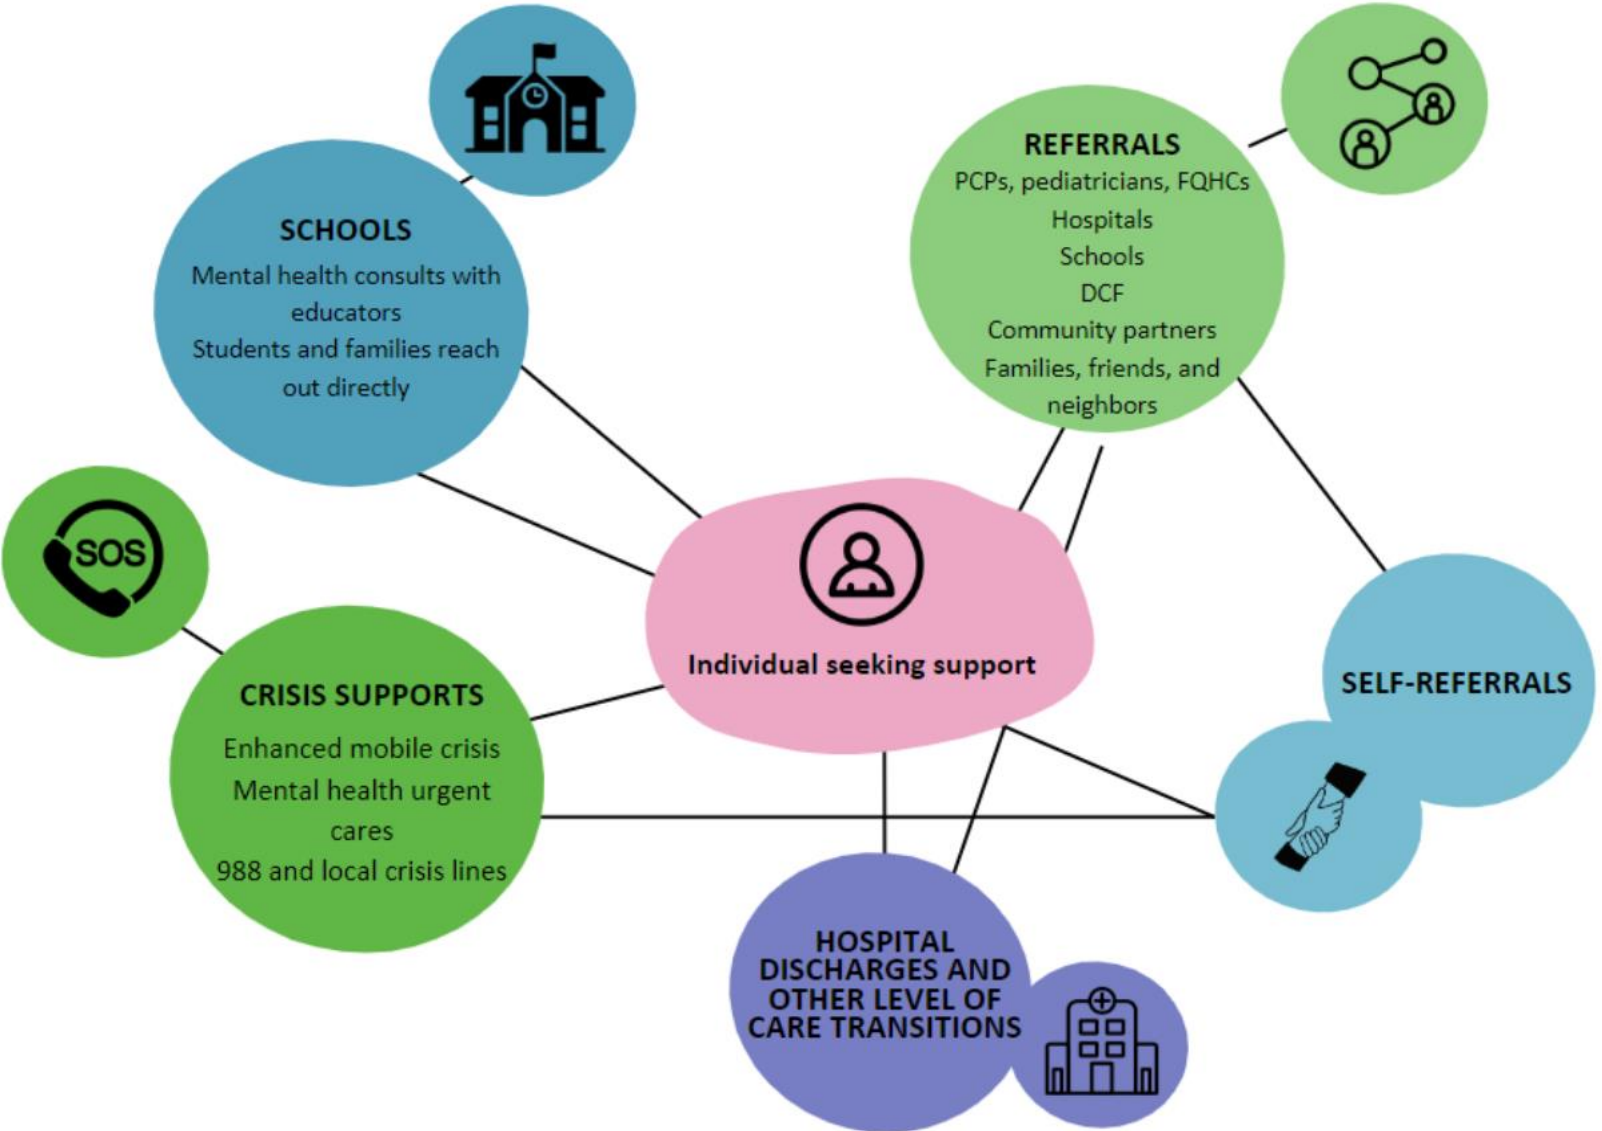 SCHOOLS
Mental health consults with
educators
Students and families reach
out directly
REFERRALS
PCPs, pediatricians, FQHCs
Hospitals
Schools
DCF
Community partners
Families, friends, and
neighbors
SOS
CRISIS SUPPORTS
Enhanced mobile crisis
Mental health urgent
cares
988 and local crisis lines
Individual seeking support
SELF-REFERRALS
HOSPITAL
DISCHARGES AND
OTHER LEVEL OF
CARE TRANSITIONS